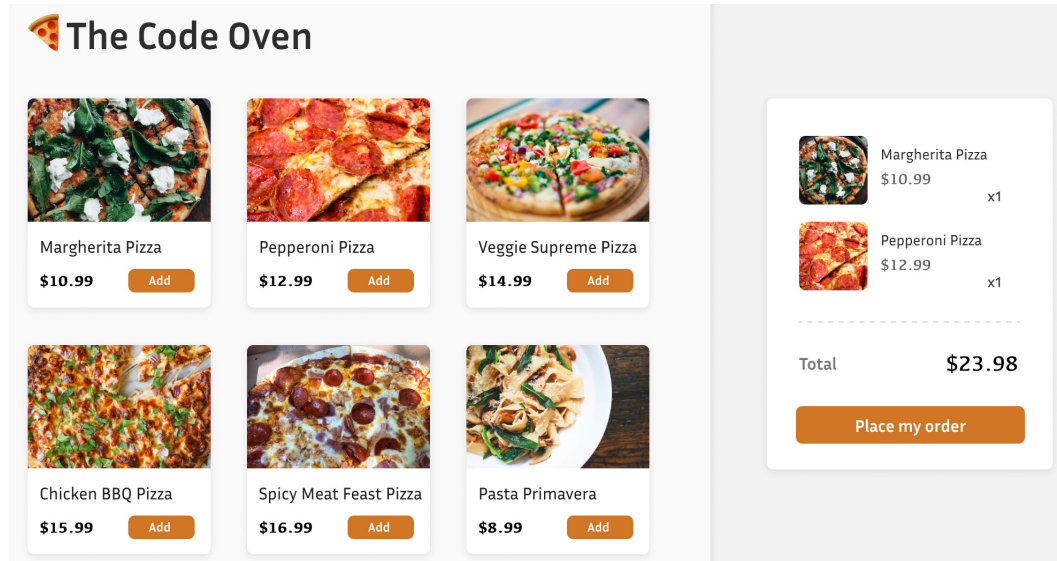 The Code Oven
Margherita Pizza
$10.99 Add
Pepperoni Pizza
$12.99 Add
Veggie Supreme Pizza
$14.99 Add
Chicken BBQ Pizza
$15.99 Add
Spicy Meat Feast Pizza
$16.99 Add
Pasta Primavera
$8.99 Add
Margherita Pizza
$10.99
x1
Pepperoni Pizza
$12.99
x1
Total $23.98
Place my order